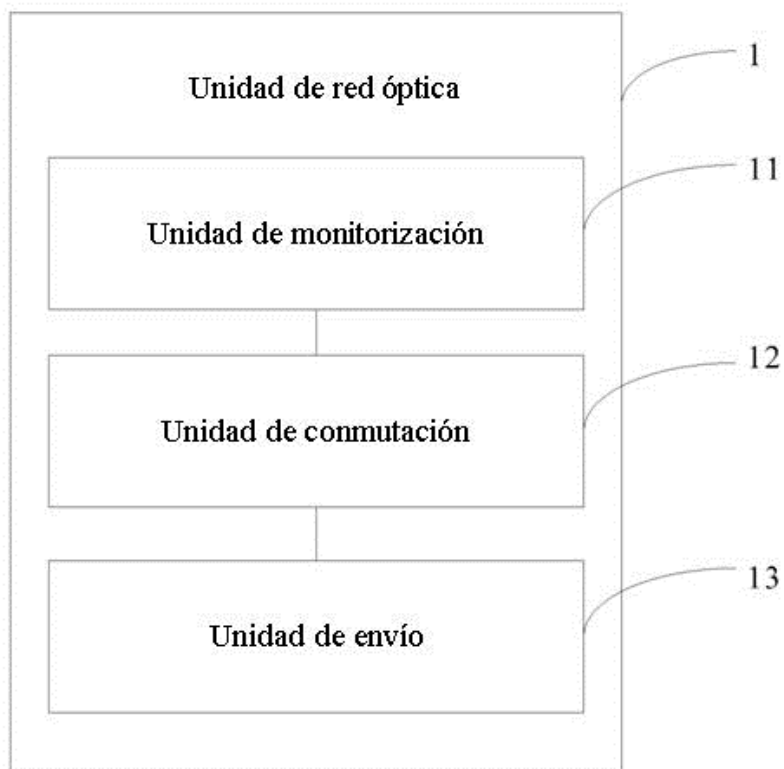 Unidad de red óptica
1
Unidad de monitorización
11
Unidad de conmutación
12
Unidad de envío
13